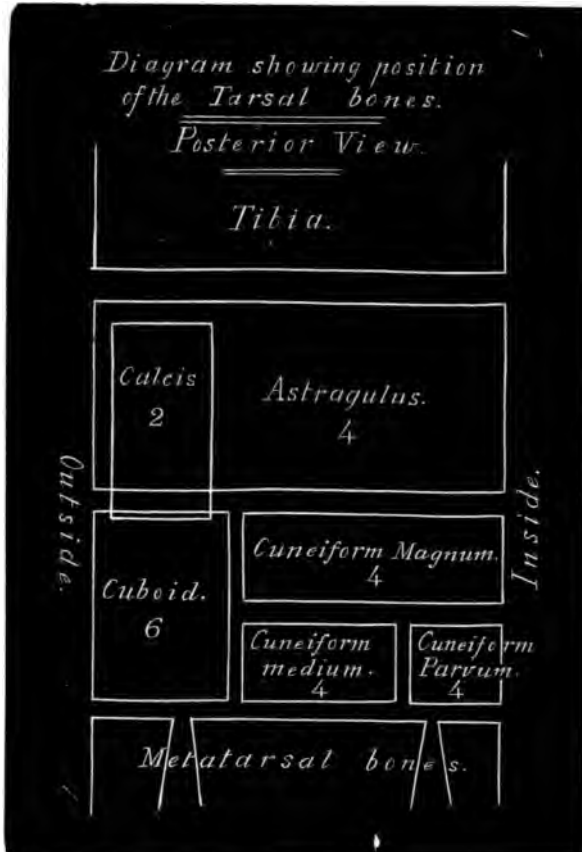 Diagram showing position
of the Tarsal bones.
Posterior View.
Tibia.
Calcis
2
Astragulus.
4
Outside.
Inside.
Cuneiform Magnum.
4
Cuboid.
6
Cuneiform
medium.
4
Cuneiform
Parvum.
4
Metatarsal bones.